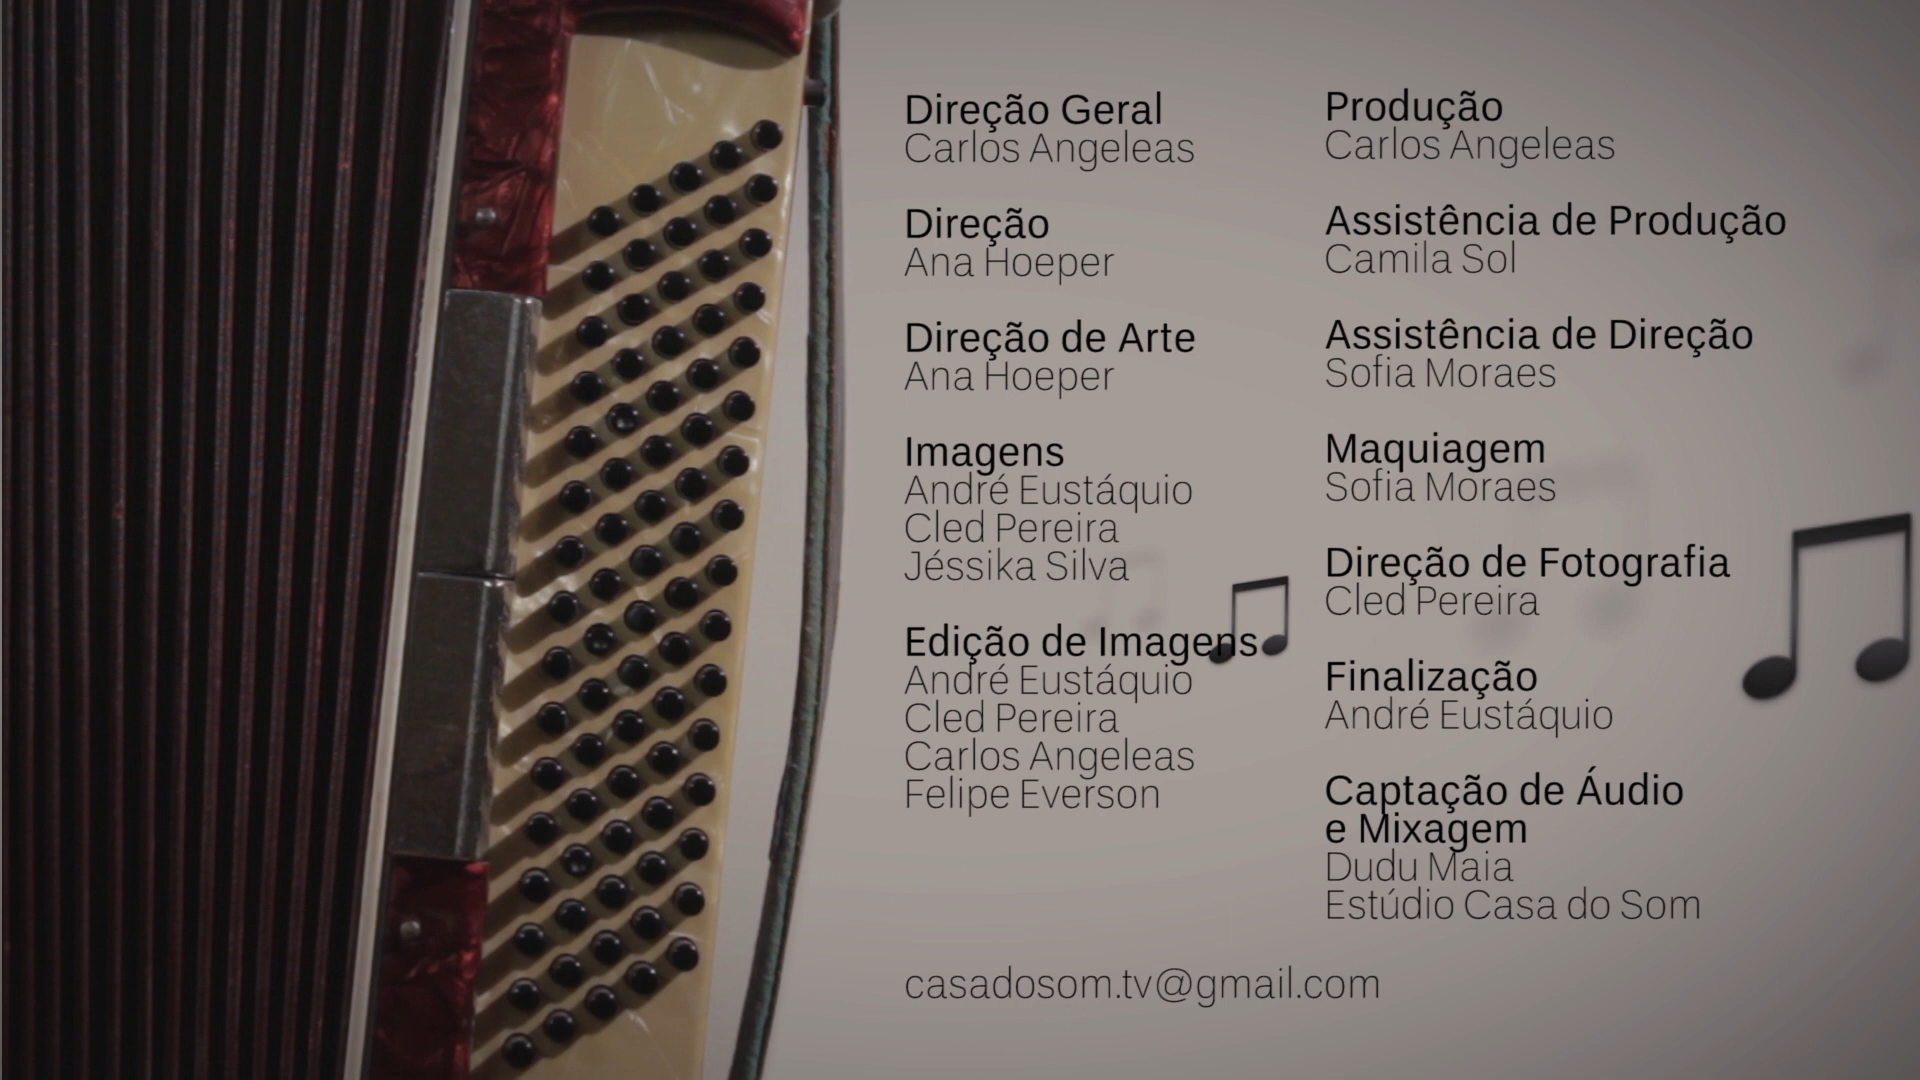 Direção Geral
Carlos Angeleas
Direção
Ana Hoeper
Direção de Arte
Ana Hoeper
Imagens
André Eustáquio
Cled Pereira
Jéssika Silva
Edição de Imagens
André Eustáquio
Cled Pereira
Carlos Angeleas
Felipe Everson
Produção
Carlos Angeleas
Assistência de Produção
Camila Sol
Assistência de Direção
Sofia Moraes
Maquiagem
Sofia Moraes
Direção de Fotografia
Cled Pereira
Finalização
André Eustáquio
Captação de Áudio
e Mixagem
Dudu Maia
Estúdio Casa do Som
casadosom.tv@gmail.com